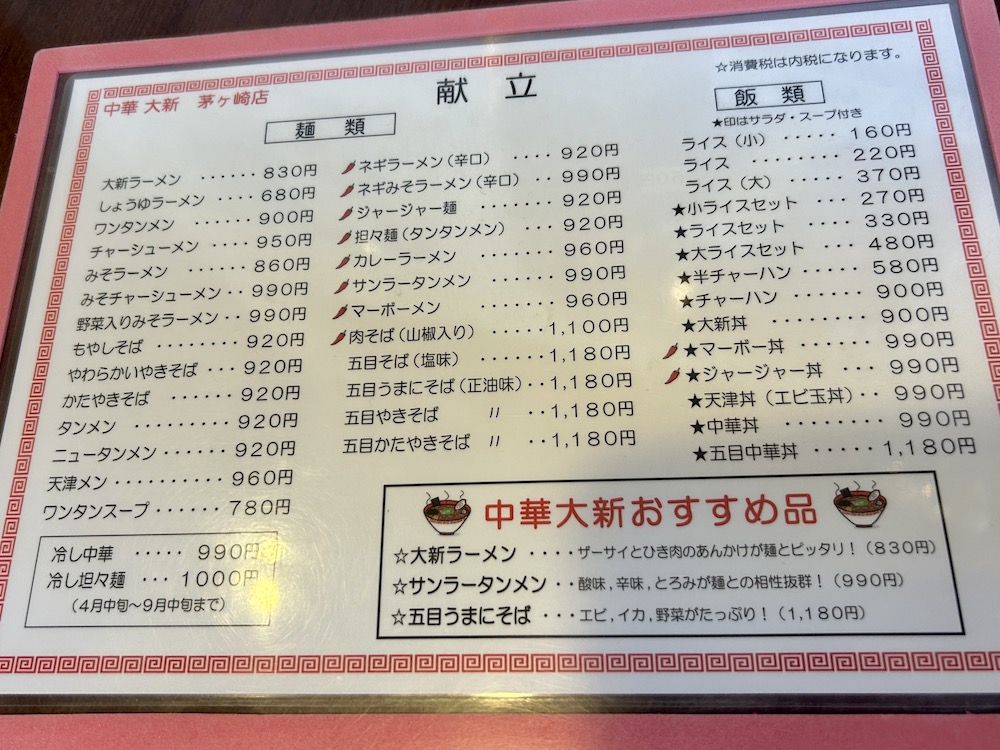 ☆消費税は内税になります。
中華 大新 茅ヶ崎店
献立
麺類
大新ラーメン ・・・・・・830円
しょうゆラーメン ・・・・680円
ワンタンメン ・・・・・・900円
チャーシューメン ・・・・950円
みそラーメン ・・・・・・860円
みそチャーシューメン・・990円
野菜入りみそラーメン・・990円
もやしそば ・・・・・・・・920円
やわらかいやきそば ・・・920円
かたやきそば ・・・・・・920円
タンメン ・・・・・・・・・920円
ニュータンメン・・・・・・920円
天津メン・・・・・・・・・・960円
ワンタンスープ・・・・・・780円
冷し中華 ・・・・・ 990円
冷し坦々麺 ・・・ 1000円
（4月中旬～9月中旬まで）
ネギラーメン（辛口） ・・・・ 920円
ネギみそラーメン（辛口） ・・ 990円
ジャージャー麺 ・・・・・・・ 920円
担々麺（タンタンメン） ・・・ 920円
カレーラーメン ・・・・・・ 960円
サンラータンメン ・・・・・ 990円
マーボーメン ・・・・・・・ 960円
肉そば（山椒入り） ・・・・・1,100円
五目そば（塩味） ・・・・・・1,180円
五目うまにそば（正油味）・・1,180円
五目やきそば 〃 ・・1,180円
五目かたやきそば 〃 ・・1,180円
飯類
★印はサラダ・スープ付き
ライス（小） ・・・・・ 160円
ライス ・・・・・・・・ 220円
ライス（大） ・・・・・ 370円
★小ライスセット ・・・ 270円
★ライスセット ・・・・ 330円
★大ライスセット ・・・ 480円
★半チャーハン ・・・・・ 580円
★チャーハン ・・・・・・ 900円
★大新丼 ・・・・・・・・ 900円
★マーボー丼 ・・・・・・ 990円
★ジャージャー丼 ・・・ 990円
★天津丼（エビ玉丼）・・ 990円
★中華丼 ・・・・・・・・ 990円
★五目中華丼 ・・・・・1,180円
中華大新おすすめ品
☆大新ラーメン ・・・・ザーサイとひき肉のあんかけが麺とピッタリ！（830円）
☆サンラータンメン・・酸味,辛味,とろみが麺との相性抜群！（990円）
☆五目うまにそば ・・・エビ,イカ,野菜がたっぷり！（1,180円）